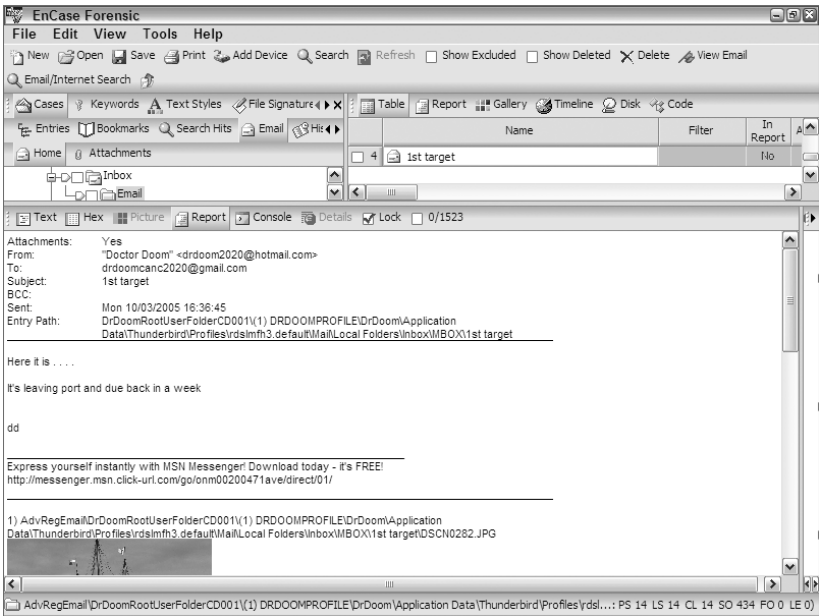 EnCase Forensic
File Edit View Tools Help
New Open Save Print Add Device Search Refresh Show Excluded Show Deleted Delete View Email
Email/Internet Search
Cases Keywords Text Styles File Signature
Table Report Gallery Timeline Disk Code
Entries Bookmarks Search Hits Email His
Home Attachments
Name Filter In Report A
4 1st target No
Inbox
Email
Text Hex Picture Report Console Details Lock 0/1523
Attachments: Yes
From: "Doctor Doom" <drdoom2020@hotmail.com>
To: drdoomcanc2020@gmail.com
Subject: 1st target
BCC:
Sent: Mon 10/03/2005 16:36:45
Entry Path: DrDoomRootUserFolderCD001\(1) DRDOOMPROFILE\DrDoom\Application
Data\Thunderbird\Profiles\rdslmfh3.default\Mail\Local Folders\Inbox\MBOX\1st target
Here it is . . . .
It's leaving port and due back in a week
dd
Express yourself instantly with MSN Messenger! Download today - it's FREE!
http://messenger.msn.click-url.com/go/onm00200471ave/direct/01/
1) AdvRegEmail\DrDoomRootUserFolderCD001\(1) DRDOOMPROFILE\DrDoom\Application
Data\Thunderbird\Profiles\rdslmfh3.default\Mail\Local Folders\Inbox\MBOX\1st target\DSCN0282.JPG
AdvRegEmail\DrDoomRootUserFolderCD001\(1) DRDOOMPROFILE\DrDoom\Application Data\Thunderbird\Profiles\rdsl...: PS 14 LS 14 CL 14 SO 434 FO 0 LE 0)